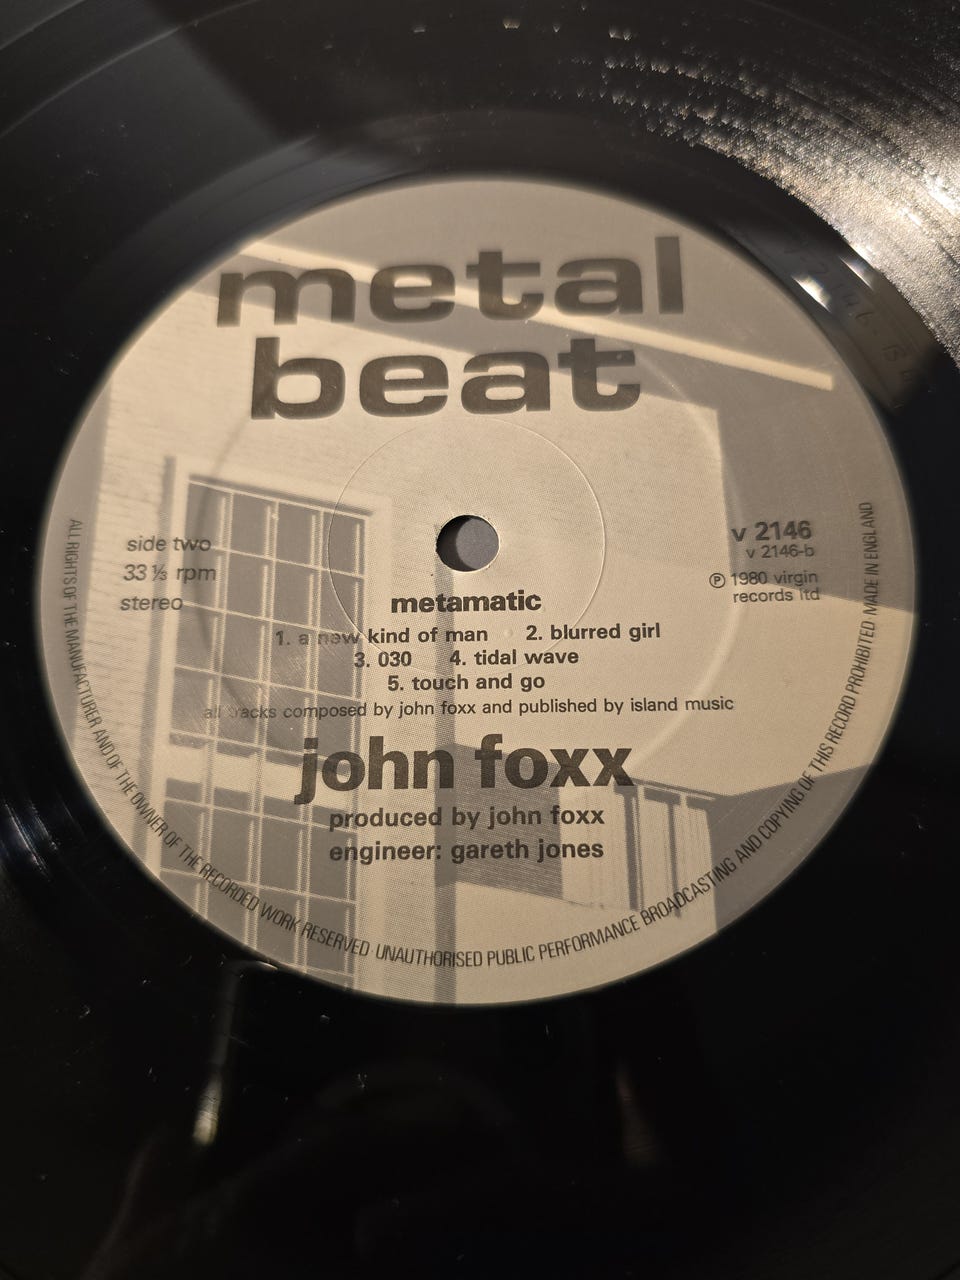 metal
beat
side two
33 ⅓ rpm
stereo
v 2146
v 2146-b
℗ 1980 virgin
records ltd
metamatic
1. a new kind of man 2. blurred girl
3. 030 4. tidal wave
5. touch and go
all tracks composed by john foxx and published by island music
john foxx
produced by john foxx
engineer: gareth jones
ALL RIGHTS OF THE MANUFACTURER AND OF THE OWNER OF THE RECORDED WORK RESERVED · UNAUTHORISED PUBLIC PERFORMANCE BROADCASTING AND COPYING OF THIS RECORD PROHIBITED · MADE IN ENGLAND